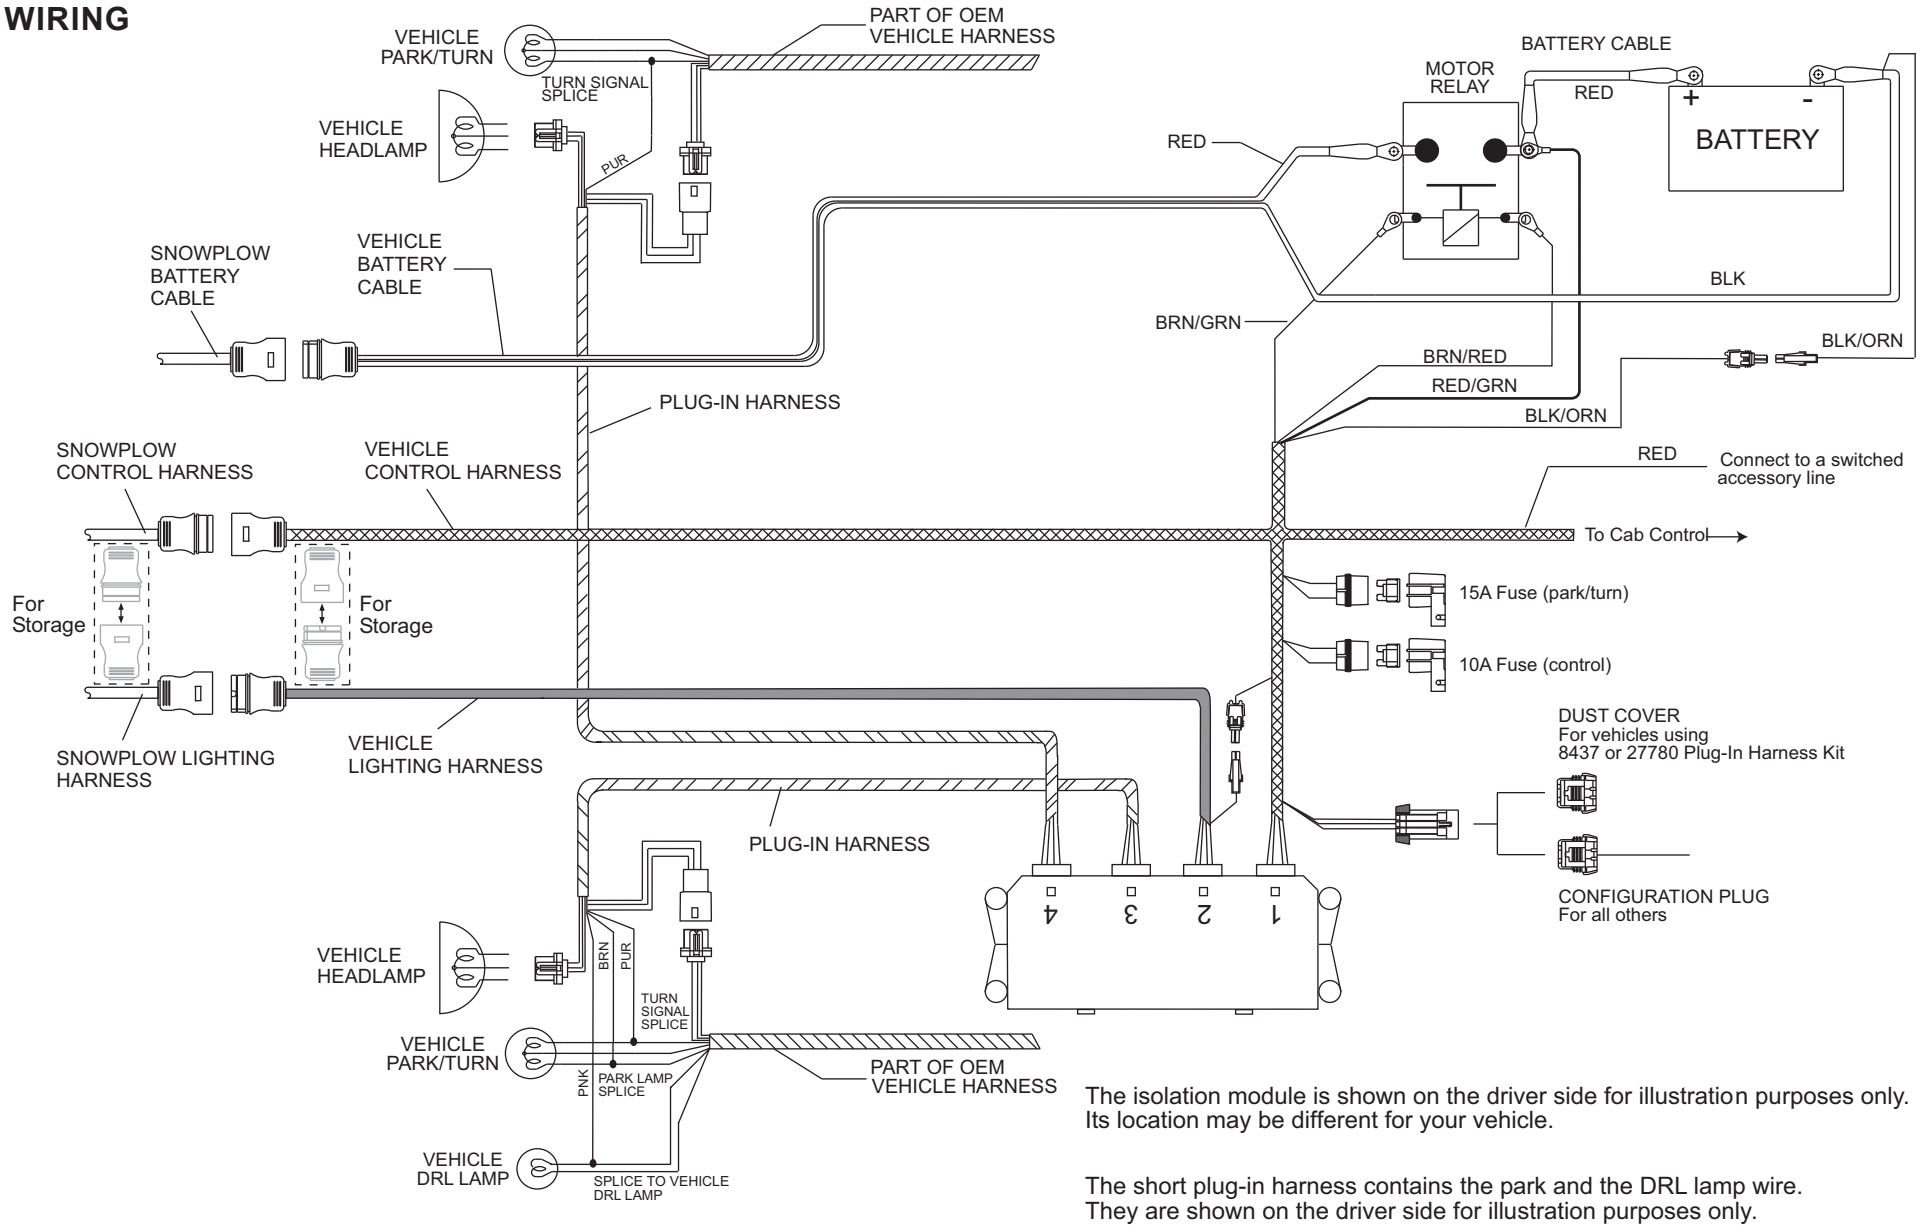 WIRING
VEHICLE
PARK/TURN
PART OF OEM
VEHICLE HARNESS
TURN SIGNAL
SPLICE
VEHICLE
HEADLAMP
PUR
BATTERY CABLE
MOTOR
RELAY
RED
+
-
BATTERY
RED
SNOWPLOW
BATTERY
CABLE
VEHICLE
BATTERY
CABLE
BLK
BRN/GRN
BRN/RED
RED/GRN
BLK/ORN
BLK/ORN
PLUG-IN HARNESS
SNOWPLOW
CONTROL HARNESS
VEHICLE
CONTROL HARNESS
RED
Connect to a switched
accessory line
To Cab Control
For
Storage
For
Storage
15A Fuse (park/turn)
10A Fuse (control)
SNOWPLOW LIGHTING
HARNESS
VEHICLE
LIGHTING HARNESS
DUST COVER
For vehicles using
8437 or 27780 Plug-In Harness Kit
PLUG-IN HARNESS
4
3
2
1
CONFIGURATION PLUG
For all others
VEHICLE
HEADLAMP
BRN
PUR
TURN
SIGNAL
SPLICE
VEHICLE
PARK/TURN
PNK
PARK LAMP
SPLICE
PART OF OEM
VEHICLE HARNESS
VEHICLE
DRL LAMP
SPLICE TO VEHICLE
DRL LAMP
The isolation module is shown on the driver side for illustration purposes only.
Its location may be different for your vehicle.
The short plug-in harness contains the park and the DRL lamp wire.
They are shown on the driver side for illustration purposes only.